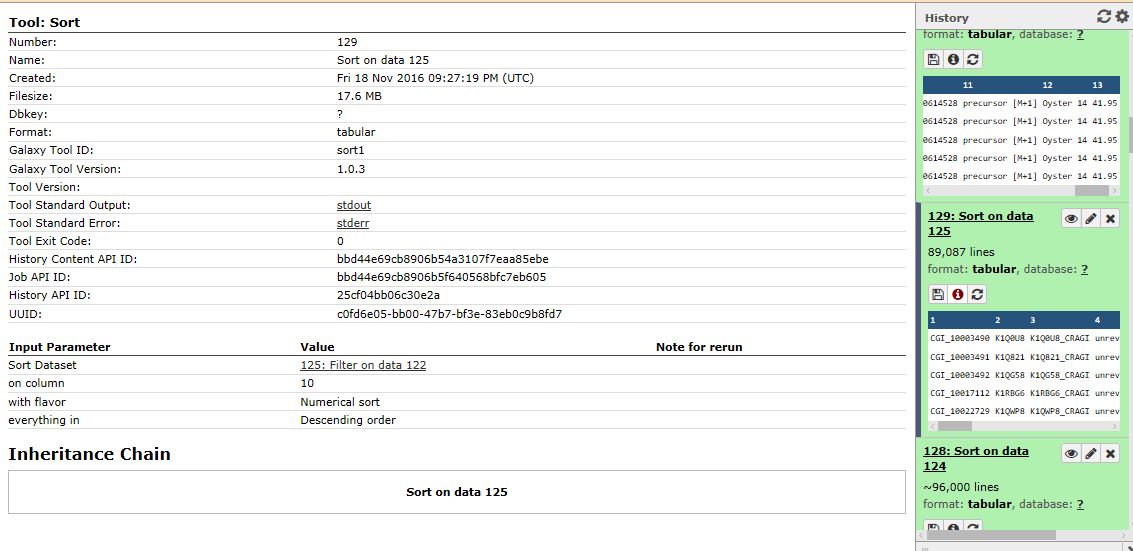 Tool: Sort
Number: 129
Name: Sort on data 125
Created: Fri 18 Nov 2016 09:27:19 PM (UTC)
Filesize: 17.6 MB
Dbkey: ?
Format: tabular
Galaxy Tool ID: sort1
Galaxy Tool Version: 1.0.3
Tool Version:
Tool Standard Output: stdout
Tool Standard Error: stderr
Tool Exit Code: 0
History Content API ID: bbd44e69cb8906b54a3107f7eaa85ebe
Job API ID: bbd44e69cb8906b5f640568bfc7eb605
History API ID: 25cf04bb06c30e2a
UUID: c0fd6e05-bb00-47b7-bf3e-83eb0c9b8fd7
Input Parameter Value Note for rerun
Sort Dataset 125: Filter on data 122
on column 10
with flavor Numerical sort
everything in Descending order
Inheritance Chain
Sort on data 125
History
format: tabular, database: ?
11 12 13
0614528 precursor [M+1] Oyster 14 41.95
0614528 precursor [M+1] Oyster 14 41.95
0614528 precursor [M+1] Oyster 14 41.95
0614528 precursor [M+1] Oyster 14 41.95
0614528 precursor [M+1] Oyster 14 41.95
129: Sort on data
125
89,087 lines
format: tabular, database: ?
1 2 3 4
CGI_10003490 K1Q0U8 K1Q0U8_CRAGI unrev
CGI_10003491 K1Q821 K1Q821_CRAGI unrev
CGI_10003492 K1QG58 K1QG58_CRAGI unrev
CGI_10017112 K1RBG6 K1RBG6_CRAGI unrev
CGI_10022729 K1QWP8 K1QWP8_CRAGI unrev
128: Sort on data
124
~96,000 lines
format: tabular, database: ?